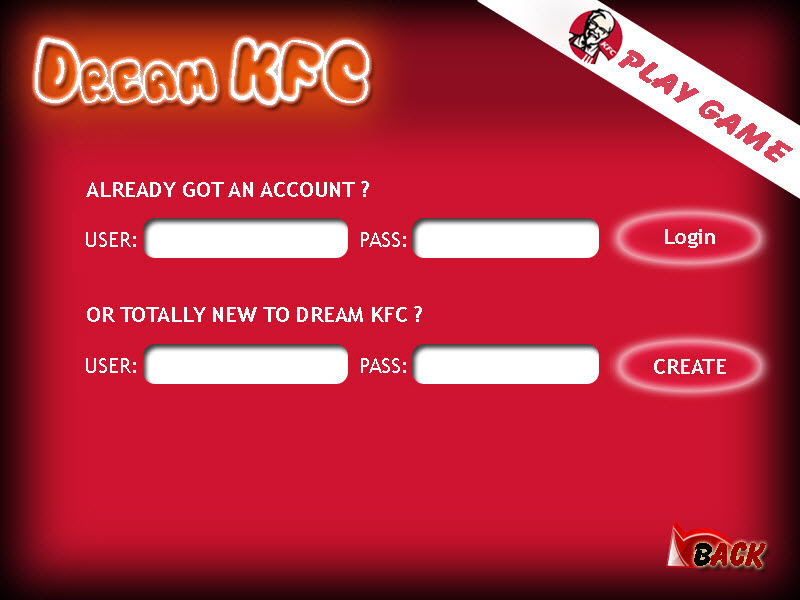 Dream KFC
KFC
PLAY GAME
ALREADY GOT AN ACCOUNT ?
USER: PASS: Login
OR TOTALLY NEW TO DREAM KFC ?
USER: PASS: CREATE
BACK